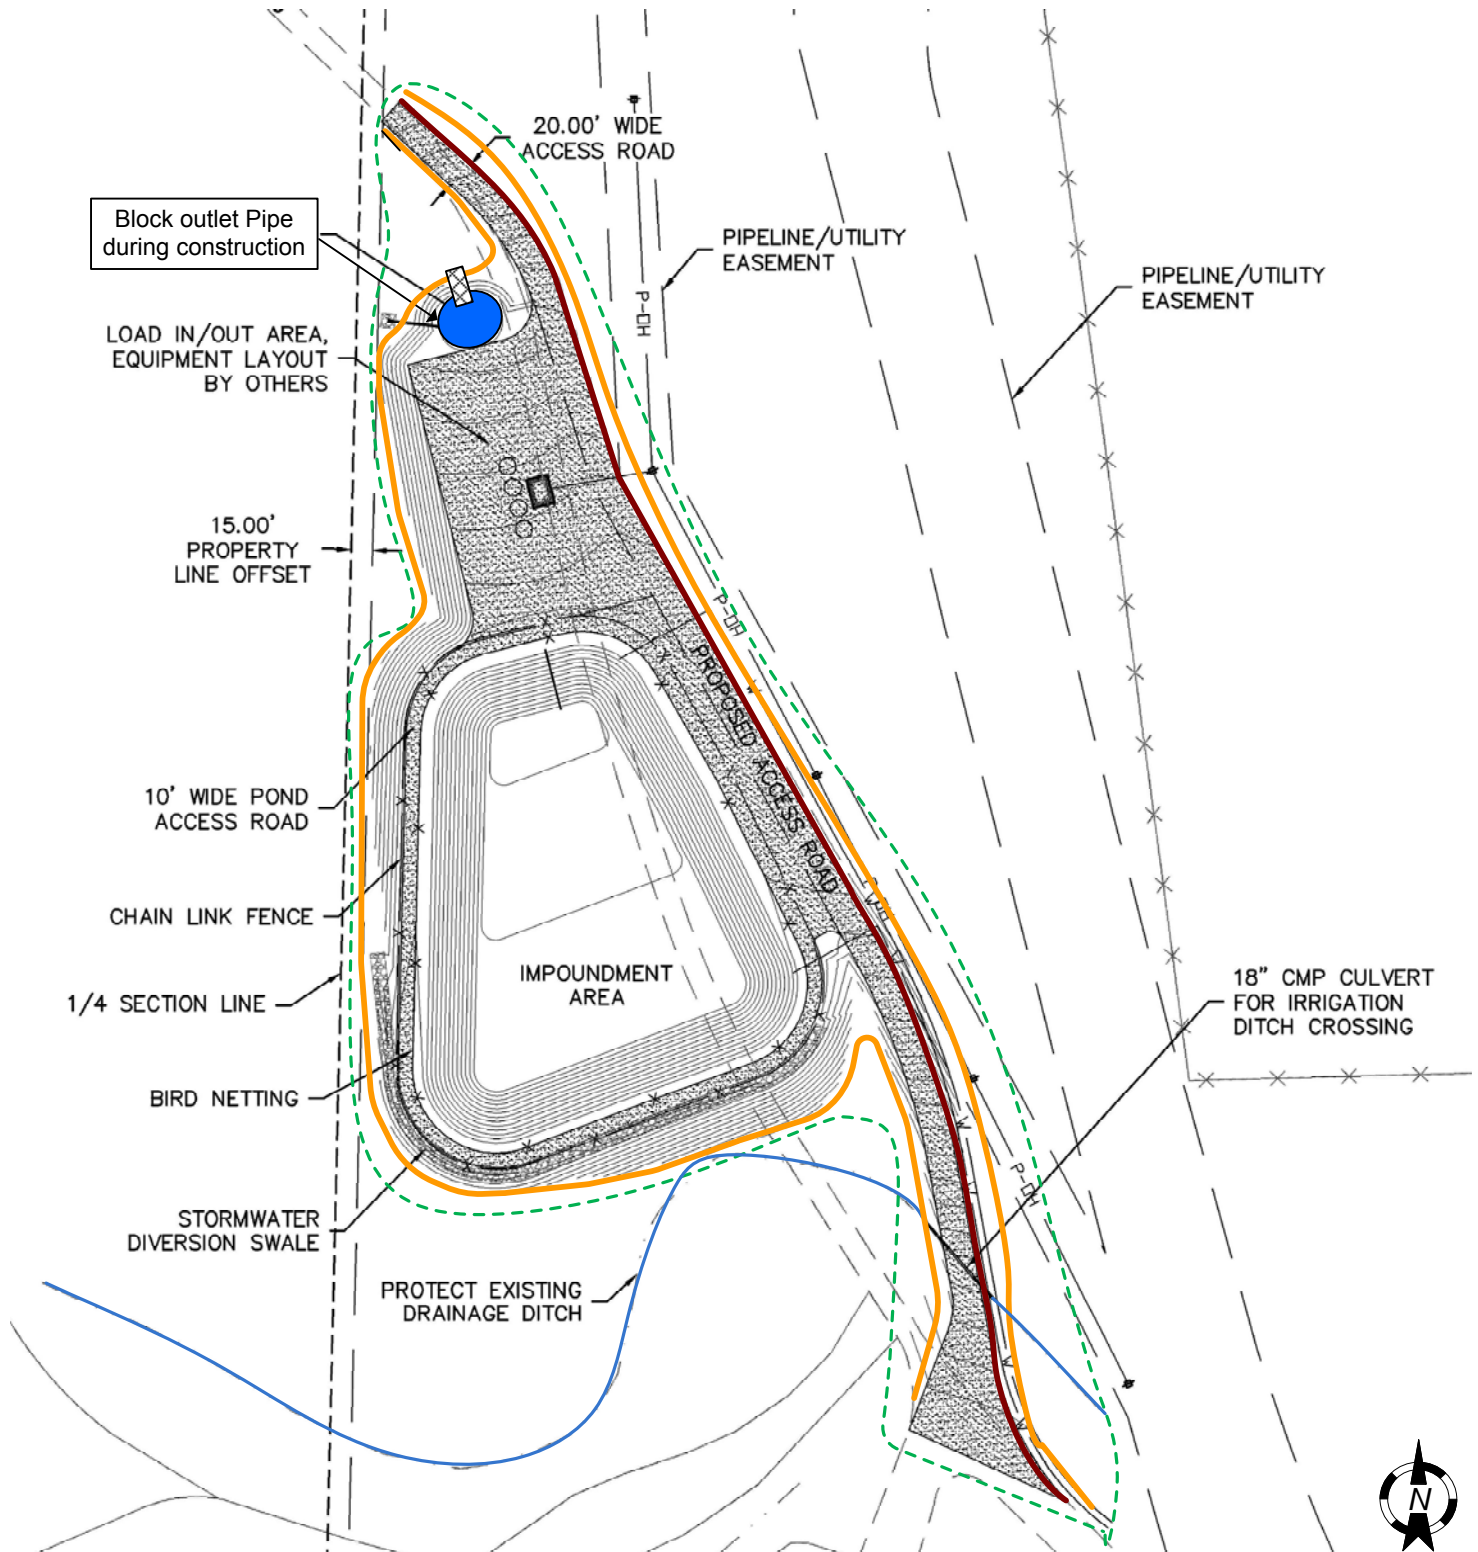 20.00' WIDE
ACCESS ROAD
Block outlet Pipe
during construction
PIPELINE/UTILITY
EASEMENT
PIPELINE/UTILITY
EASEMENT
P-OH
LOAD IN/OUT AREA,
EQUIPMENT LAYOUT
BY OTHERS
15.00'
PROPERTY
LINE OFFSET
P-OH
W
PROPOSED ACCESS ROAD
10' WIDE POND
ACCESS ROAD
CHAIN LINK FENCE
P-OH
W
IMPOUNDMENT
AREA
1/4 SECTION LINE
18" CMP CULVERT
FOR IRRIGATION
DITCH CROSSING
BIRD NETTING
W
P-OH
W
STORMWATER
DIVERSION SWALE
PROTECT EXISTING
DRAINAGE DITCH
W
W
N